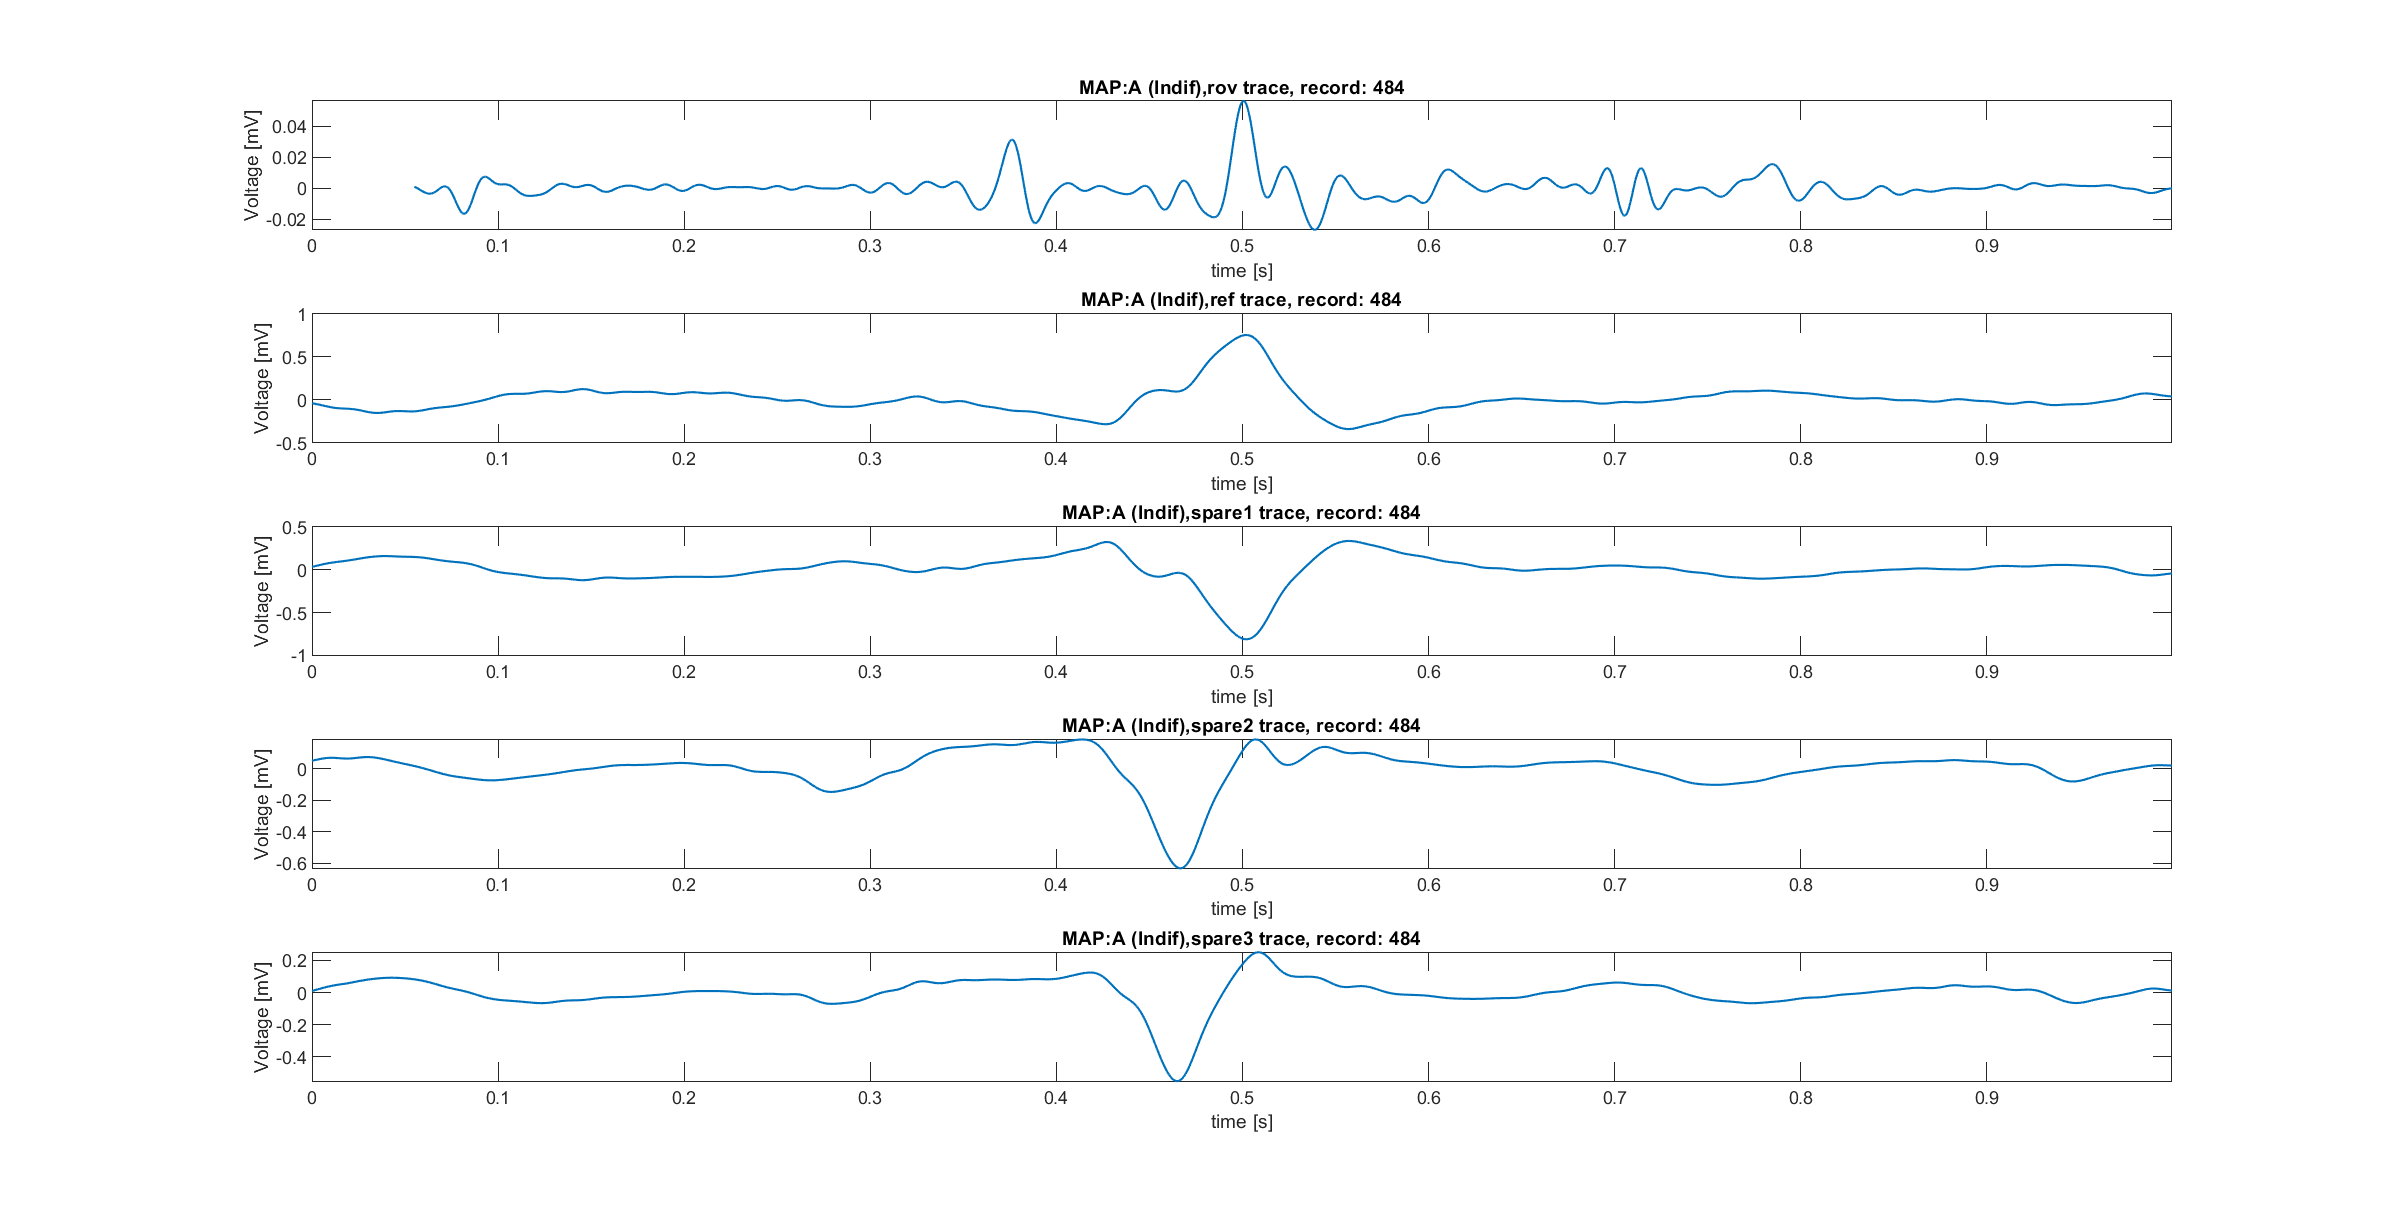 MAP:A (Indif),rov trace, record: 484
Voltage [mV]
0.04
0.02
0
-0.02
0 0.1 0.2 0.3 0.4 0.5 0.6 0.7 0.8 0.9
time [s]
MAP:A (Indif),ref trace, record: 484
Voltage [mV]
1
0.5
0
-0.5
0 0.1 0.2 0.3 0.4 0.5 0.6 0.7 0.8 0.9
time [s]
MAP:A (Indif),spare1 trace, record: 484
Voltage [mV]
0.5
0
-0.5
-1
0 0.1 0.2 0.3 0.4 0.5 0.6 0.7 0.8 0.9
time [s]
MAP:A (Indif),spare2 trace, record: 484
Voltage [mV]
0
-0.2
-0.4
-0.6
0 0.1 0.2 0.3 0.4 0.5 0.6 0.7 0.8 0.9
time [s]
MAP:A (Indif),spare3 trace, record: 484
Voltage [mV]
0.2
0
-0.2
-0.4
0 0.1 0.2 0.3 0.4 0.5 0.6 0.7 0.8 0.9
time [s]